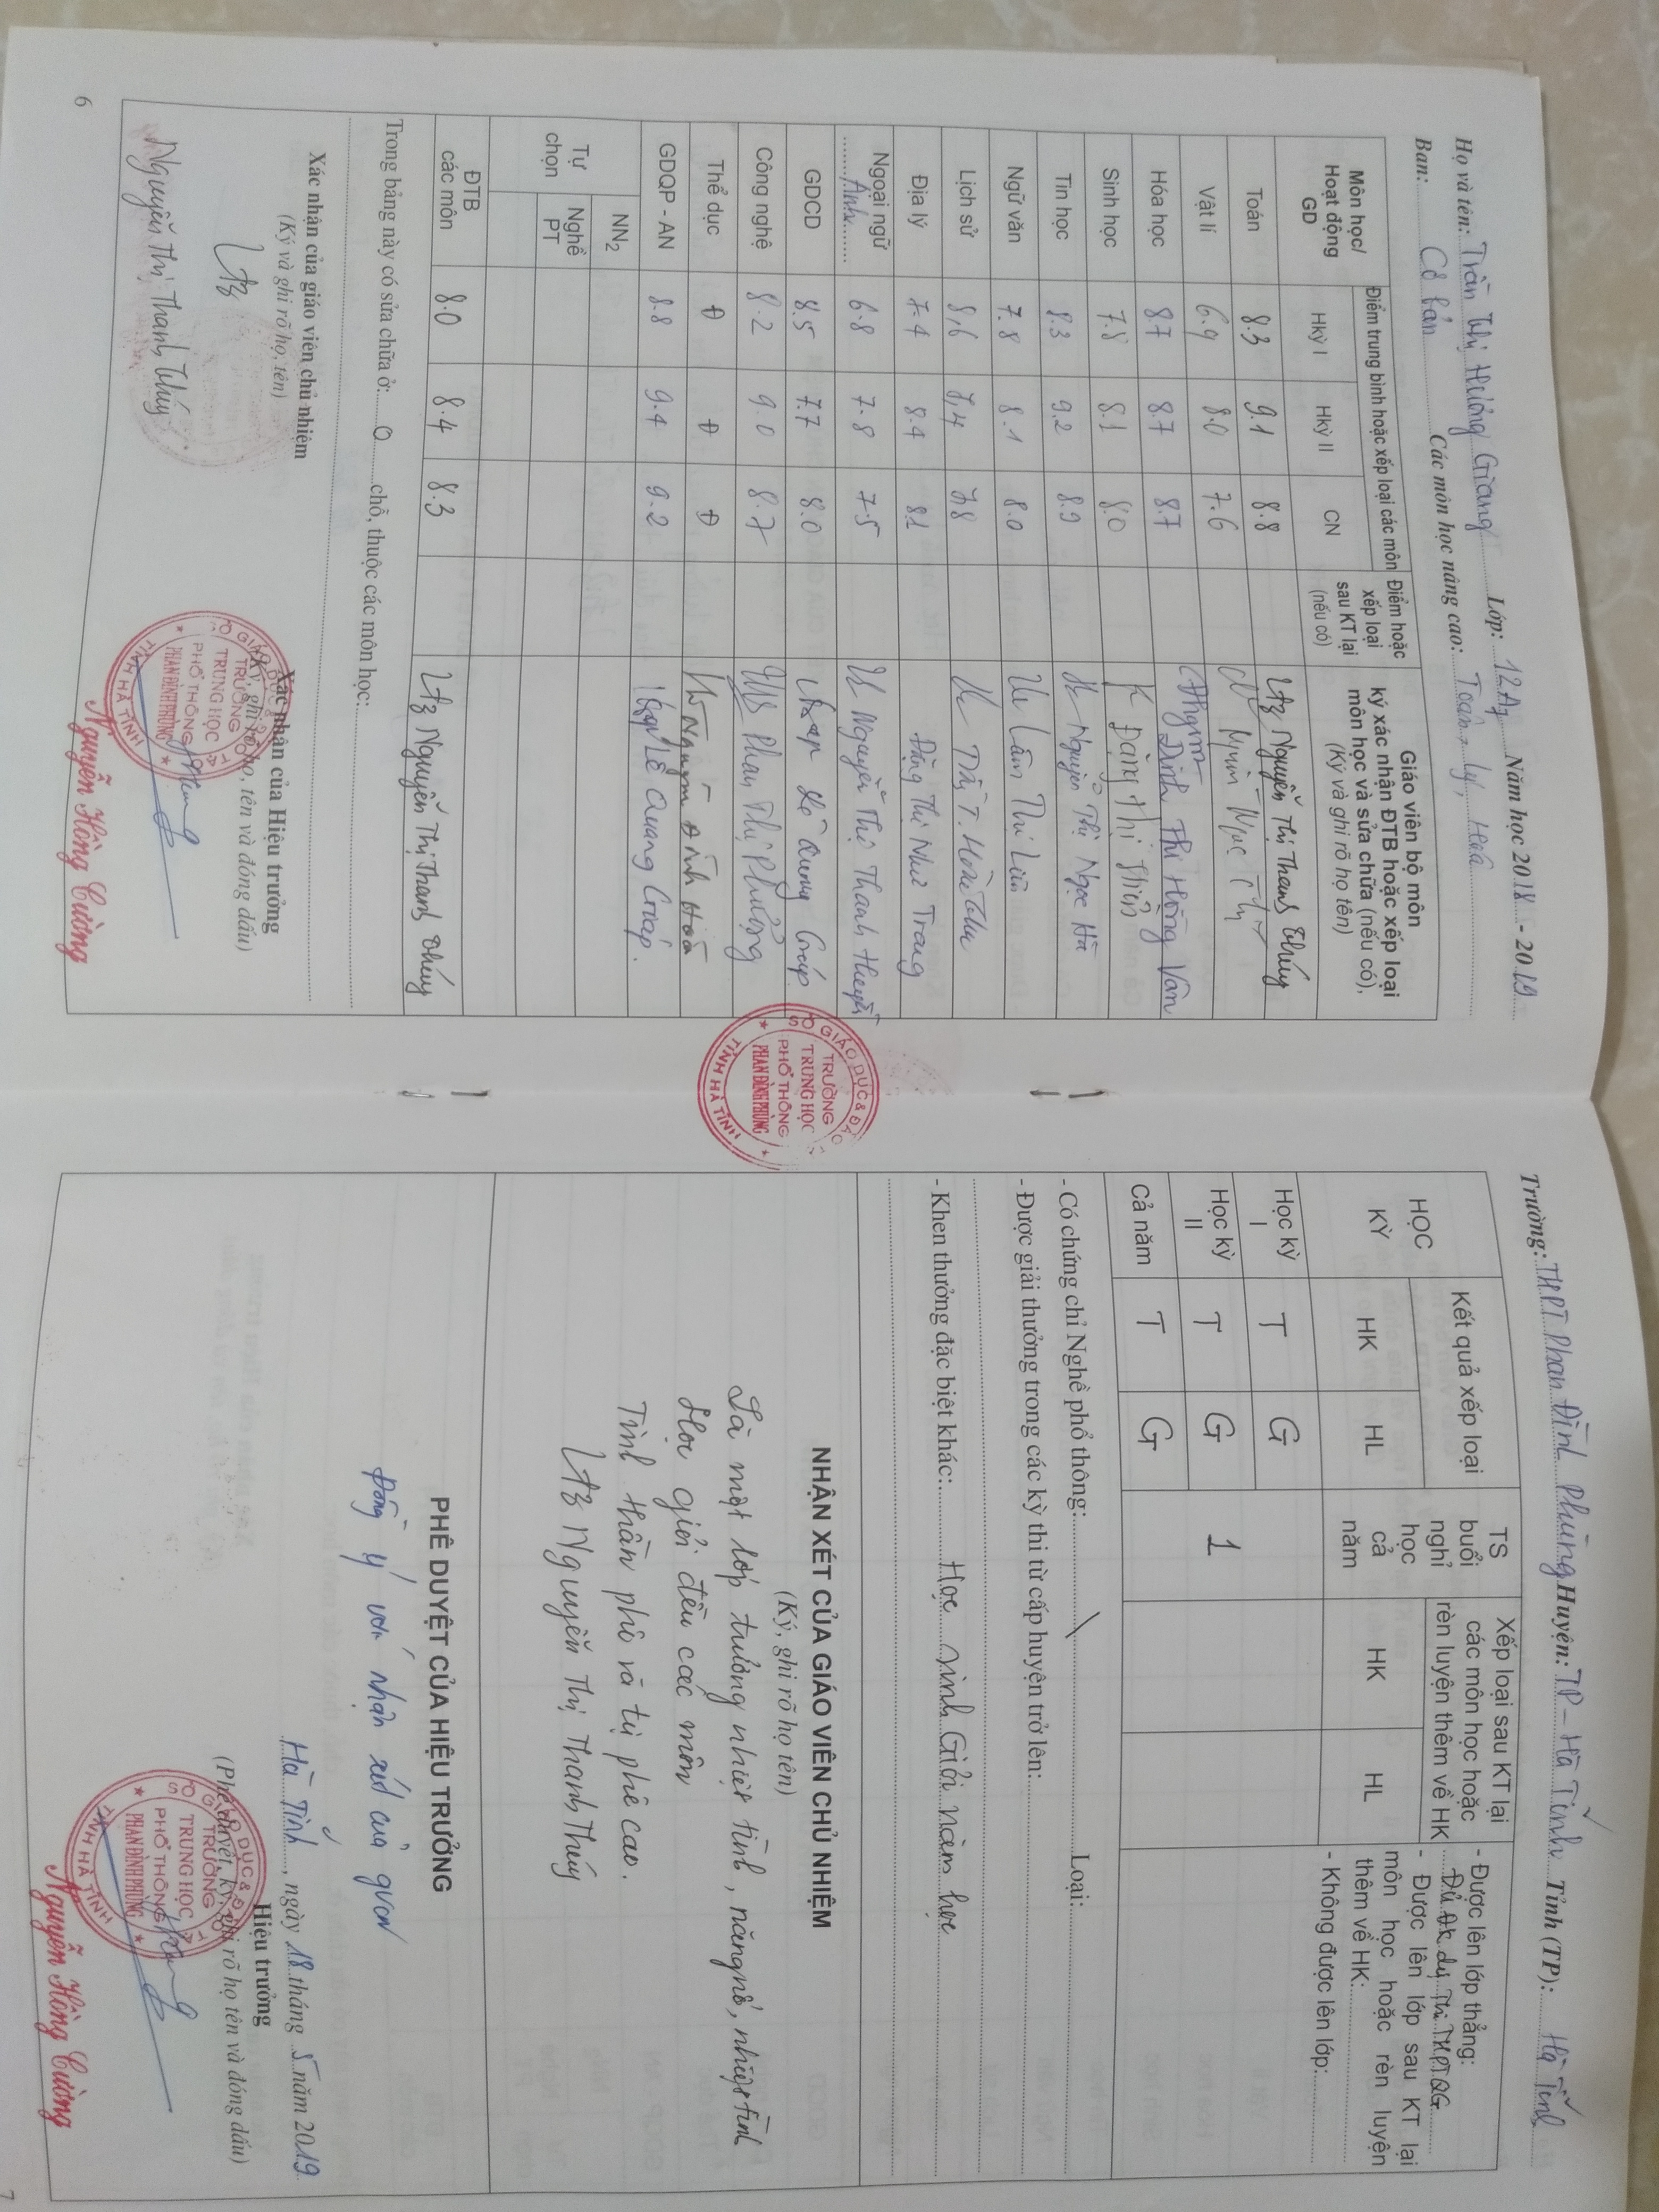 Họ và tên: Trần Thị Hương Giang Lớp: 12A Năm học 2018 - 2019
Ban: Cơ bản Các môn học nâng cao: Toán, Lý, Hoá
Môn học/ Hoạt động GD
Điểm trung bình hoặc xếp loại các môn
Hkỳ I Hkỳ II CN
Điểm hoặc xếp loại sau KT lại (nếu có)
Giáo viên bộ môn ký xác nhận ĐTB hoặc xếp loại môn học và sửa chữa (nếu có),
(Ký và ghi rõ họ tên)
Toán 8.3 9.1 8.8 Nguyễn Thị Thanh Thúy
Vật lí 6.9 8.0 7.6
Hóa học 8.7 8.7 8.7 Đinh Thị Hồng Vân
Sinh học 7.8 8.1 8.0 Đặng Thị
Tin học 8.3 9.2 8.9 Nguyễn Thị Ngọc Hà
Ngữ văn 7.8 8.1 8.0 Lâm Thị Liên
Lịch sử 8,6 7,4 7,8 Trần T. Hoài Thu
Địa lý 7.4 8.4 8.1 Đặng Thị Như Trang
Ngoại ngữ
Anh 6.8 7.8 7.5 Nguyễn Thị Thanh Huyền
GDCD 8.5 7.7 8.0 Lê Quang Giáp
Công nghệ 8.2 9.0 8.7 Phan Thị Phượng
Thể dục Đ Đ Đ Đình Hoà
GDQP - AN 8.8 9.4 9.2 Lê Quang Giáp.
Tự chọn
NN2
Nghề PT
ĐTB các môn 8.0 8.4 8.3 Nguyễn Thị Thanh Thúy
Trong bảng này có sửa chữa ở: 0 chỗ, thuộc các môn học:
Xác nhận của giáo viên chủ nhiệm
(Ký và ghi rõ họ, tên)
Nguyễn Thị Thanh Thúy
Xác nhận của Hiệu trưởng
(Ký, ghi rõ họ, tên và đóng dấu)
SỞ GIÁO DỤC & ĐÀO TẠO
TRƯỜNG
TRUNG HỌC
PHỔ THÔNG
PHAN ĐÌNH PHÙNG
TỈNH HÀ TĨNH
Nguyễn Hồng Cường
6
SỞ GIÁO DỤC & ĐÀO TẠO
TRƯỜNG
TRUNG HỌC
PHỔ THÔNG
PHAN ĐÌNH PHÙNG
TỈNH HÀ TĨNH
Trường: THPT Phan Đình Phùng Huyện: TP - Hà Tĩnh Tỉnh (TP): Hà Tĩnh
HỌC KỲ
Kết quả xếp loại
HK HL
TS buổi nghỉ học cả năm
Xếp loại sau KT lại các môn học hoặc rèn luyện thêm về HK
HK HL
- Được lên lớp thẳng:
Đủ đk dự Thi THPTQG
- Được lên lớp sau KT lại
môn học hoặc rèn luyện
thêm về HK:
- Không được lên lớp:
Học kỳ I T G
Học kỳ II T G 1
Cả năm T G
- Có chứng chỉ Nghề phổ thông: \ Loại:
- Được giải thưởng trong các kỳ thi từ cấp huyện trở lên:
- Khen thưởng đặc biệt khác: Học sinh Giỏi năm học
NHẬN XÉT CỦA GIÁO VIÊN CHỦ NHIỆM
(Ký, ghi rõ họ tên)
Là một lớp trưởng nhiệt tình, năng nổ, nhiệt tình
Học giỏi đều các môn
Tinh thần phê và tự phê cao.
Nguyễn Thị Thanh Thúy
PHÊ DUYỆT CỦA HIỆU TRƯỞNG
Đồng ý với nhận xét của gvcn
Hà Tĩnh, ngày 18 tháng 5 năm 2019
Hiệu trưởng
(Phê duyệt, ký, ghi rõ họ tên và đóng dấu)
SỞ GIÁO DỤC & ĐÀO TẠO
TRƯỜNG
TRUNG HỌC
PHỔ THÔNG
PHAN ĐÌNH PHÙNG
TỈNH HÀ TĨNH
Nguyễn Hồng Cường
7